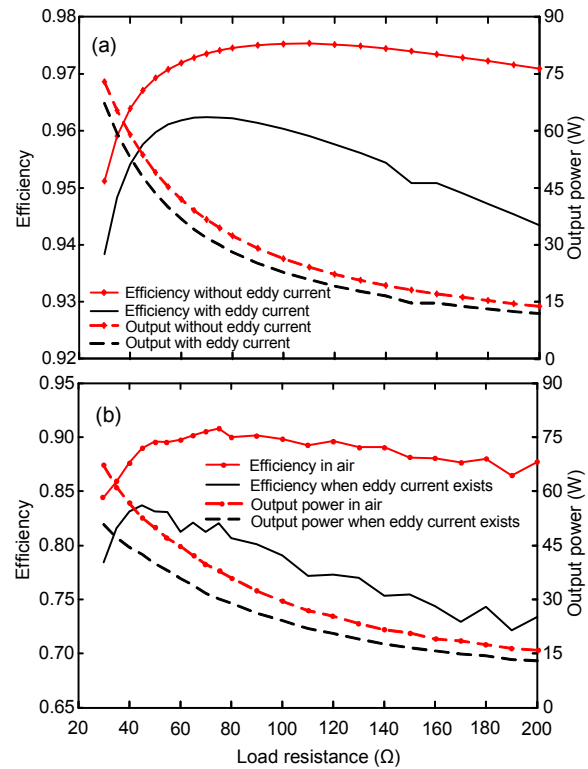 (a)
0.98
0.97
0.96
0.95
0.94
0.93
0.92
Efficiency
90
75
60
45
30
15
0
Output power (W)
Efficiency without eddy current
Efficiency with eddy current
Output without eddy current
Output with eddy current
(b)
0.95
0.90
0.85
0.80
0.75
0.70
0.65
Efficiency
90
75
60
45
30
15
0
Output power (W)
Efficiency in air
Efficiency when eddy current exists
Output power in air
Output power when eddy current exists
20 40 60 80 100 120 140 160 180 200
Load resistance (Ω)